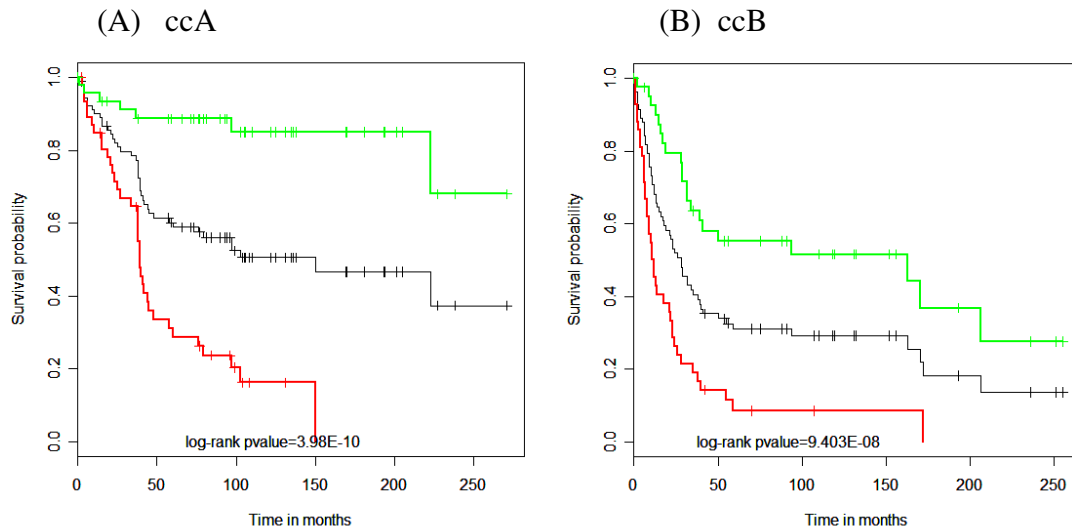 (A) ccA
Survival probability
0.0 0.2 0.4 0.6 0.8 1.0
log-rank pvalue=3.98E-10
0 50 100 150 200 250
Time in months
(B) ccB
Survival probability
0.0 0.2 0.4 0.6 0.8 1.0
log-rank pvalue=9.403E-08
0 50 100 150 200 250
Time in months